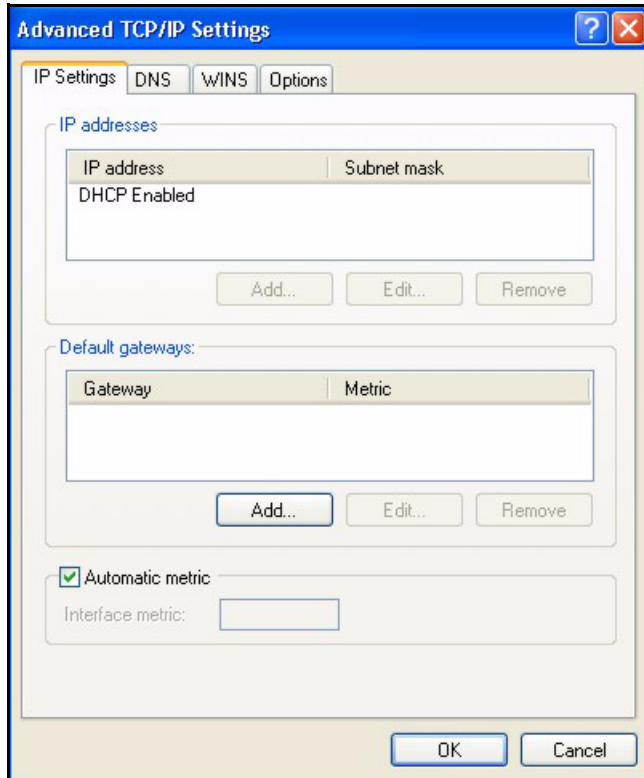 Advanced TCP/IP Settings
IP Settings DNS WINS Options
IP addresses
IP address Subnet mask
DHCP Enabled
Add... Edit... Remove
Default gateways:
Gateway Metric
Add... Edit... Remove
Automatic metric
Interface metric:
OK Cancel